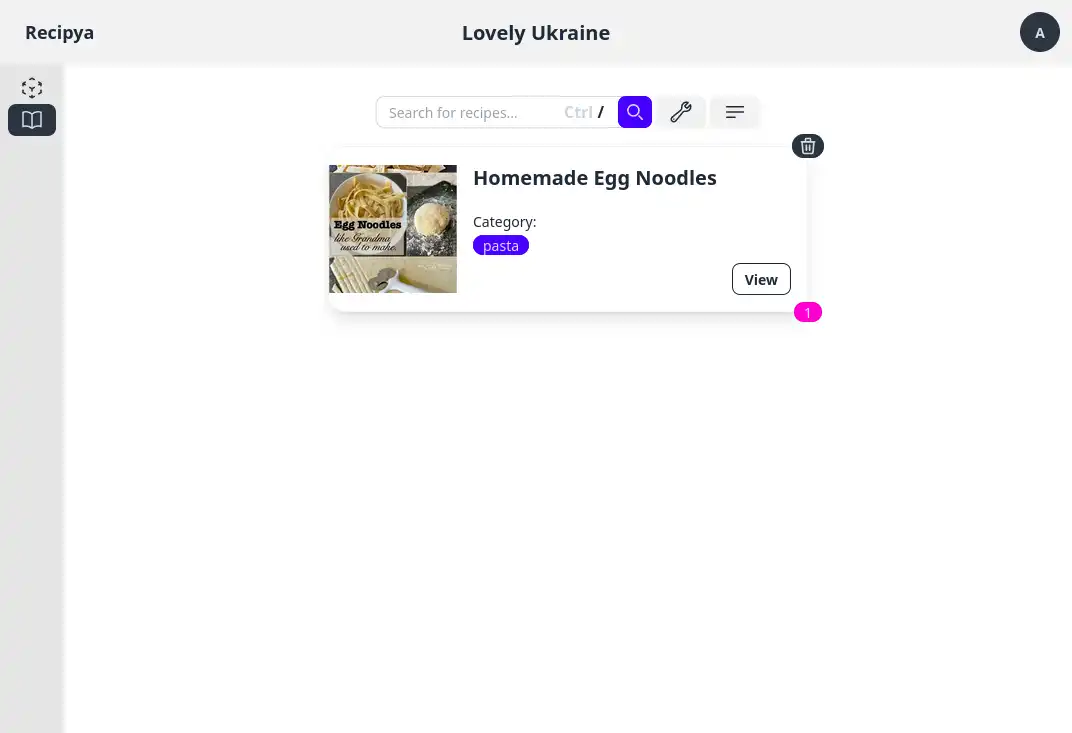 Recipya
Lovely Ukraine
A
Search for recipes... Ctrl /
Homemade Egg Noodles
Category:
pasta
Egg Noodles
like Grandma
used to make.
View
1